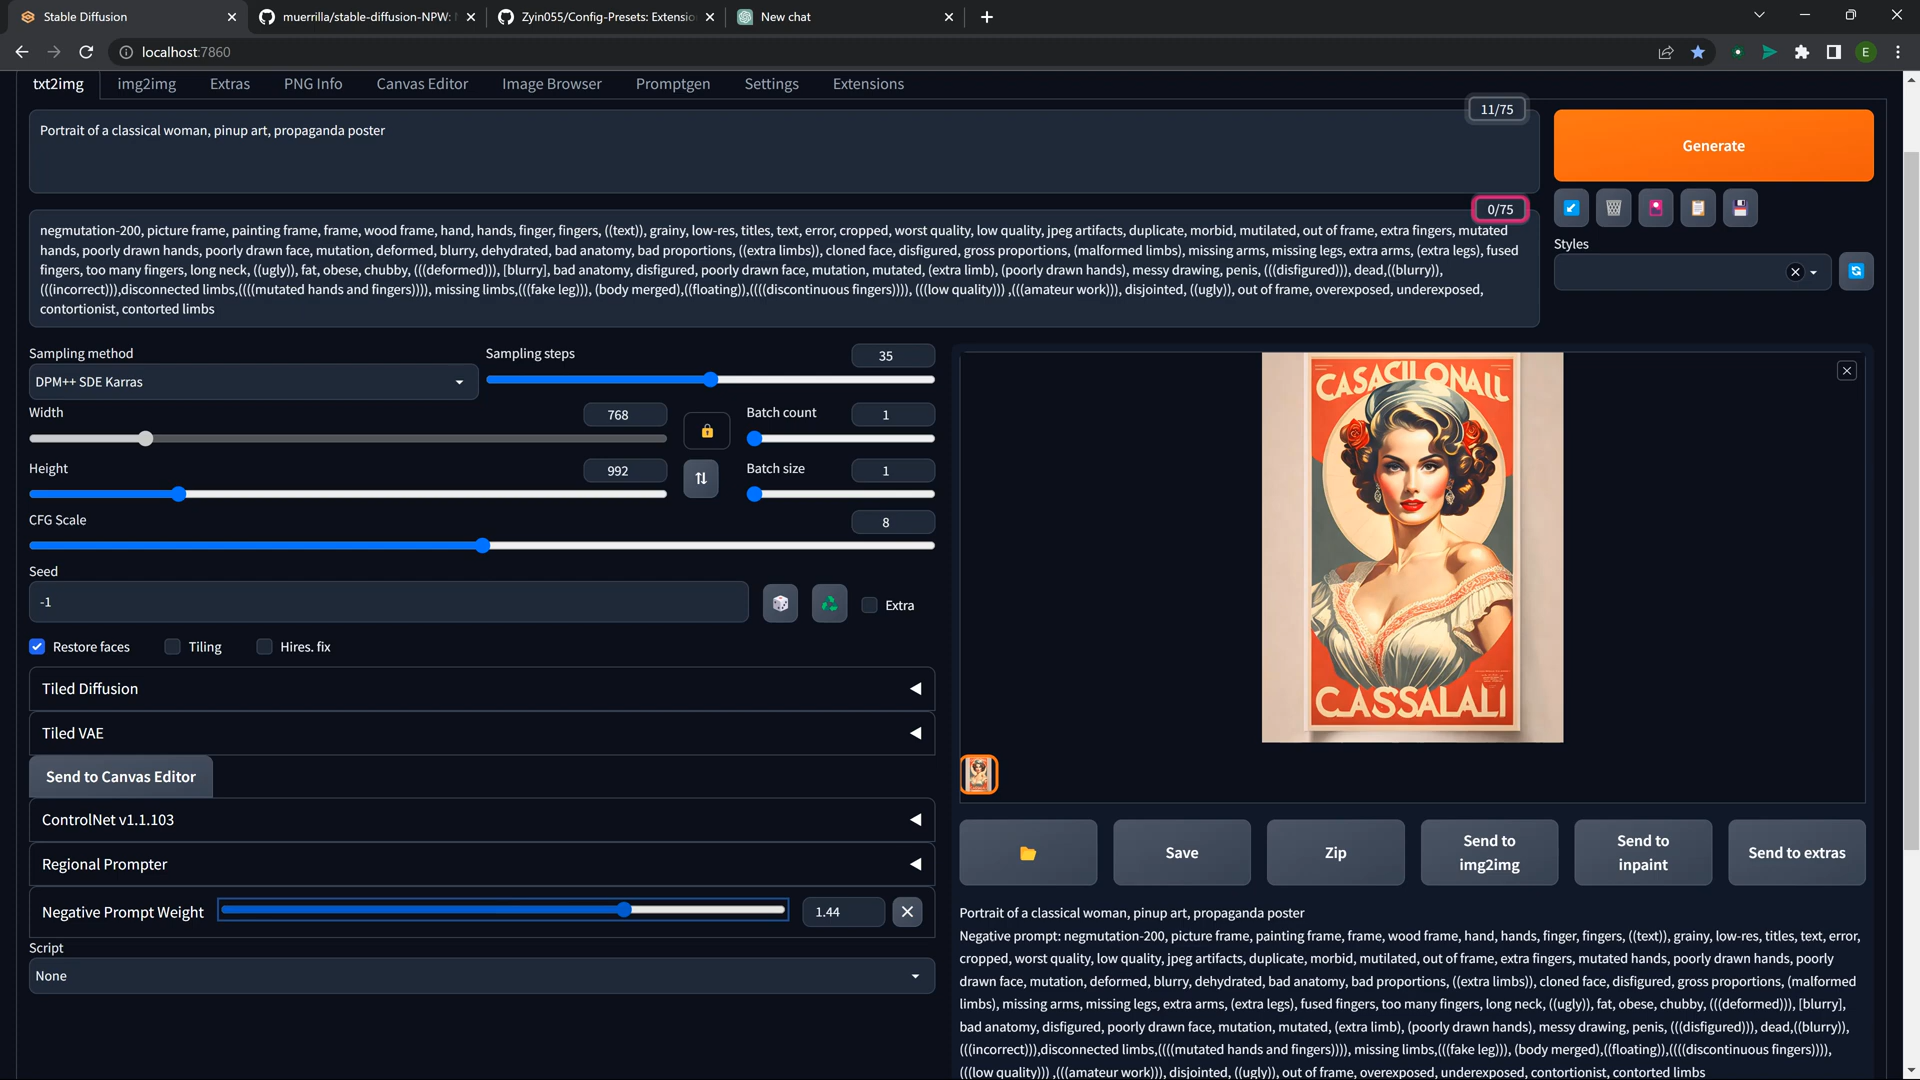 Stable Diffusion
muerrilla/stable-diffusion-NPW:
Zyin055/Config-Presets: Extensio
New chat
localhost:7860
E
txt2img
img2img
Extras
PNG Info
Canvas Editor
Image Browser
Promptgen
Settings
Extensions
11/75
Portrait of a classical woman, pinup art, propaganda poster
Generate
0/75
negmutation-200, picture frame, painting frame, frame, wood frame, hand, hands, finger, fingers, ((text)), grainy, low-res, titles, text, error, cropped, worst quality, low quality, jpeg artifacts, duplicate, morbid, mutilated, out of frame, extra fingers, mutated
hands, poorly drawn hands, poorly drawn face, mutation, deformed, blurry, dehydrated, bad anatomy, bad proportions, ((extra limbs)), cloned face, disfigured, gross proportions, (malformed limbs), missing arms, missing legs, extra arms, (extra legs), fused
fingers, too many fingers, long neck, ((ugly)), fat, obese, chubby, (((deformed))), [blurry], bad anatomy, disfigured, poorly drawn face, mutation, mutated, (extra limb), (poorly drawn hands), messy drawing, penis, (((disfigured))), dead,((blurry)),
(((incorrect))),disconnected limbs,((((mutated hands and fingers)))), missing limbs,(((fake leg))), (body merged),((floating)),((((discontinuous fingers)))), (((low quality))) ,(((amateur work))), disjointed, ((ugly)), out of frame, overexposed, underexposed,
contortionist, contorted limbs
Styles
Sampling method
DPM++ SDE Karras
Sampling steps
35
Width
768
Batch count
1
Height
992
Batch size
1
CFG Scale
8
Seed
-1
Extra
Restore faces
Tiling
Hires. fix
Tiled Diffusion
Tiled VAE
Send to Canvas Editor
ControlNet v1.1.103
Regional Prompter
Negative Prompt Weight
1.44
Script
None
CASSALALI
Save
Zip
Send to
img2img
Send to
inpaint
Send to extras
Portrait of a classical woman, pinup art, propaganda poster
Negative prompt: negmutation-200, picture frame, painting frame, frame, wood frame, hand, hands, finger, fingers, ((text)), grainy, low-res, titles, text, error,
cropped, worst quality, low quality, jpeg artifacts, duplicate, morbid, mutilated, out of frame, extra fingers, mutated hands, poorly drawn hands, poorly
drawn face, mutation, deformed, blurry, dehydrated, bad anatomy, bad proportions, ((extra limbs)), cloned face, disfigured, gross proportions, (malformed
limbs), missing arms, missing legs, extra arms, (extra legs), fused fingers, too many fingers, long neck, ((ugly)), fat, obese, chubby, (((deformed))), [blurry],
bad anatomy, disfigured, poorly drawn face, mutation, mutated, (extra limb), (poorly drawn hands), messy drawing, penis, (((disfigured))), dead,((blurry)),
(((incorrect))),disconnected limbs,((((mutated hands and fingers)))), missing limbs,(((fake leg))), (body merged),((floating)),((((discontinuous fingers)))),
(((low quality))) ,(((amateur work))), disjointed, ((ugly)), out of frame, overexposed, underexposed, contortionist, contorted limbs